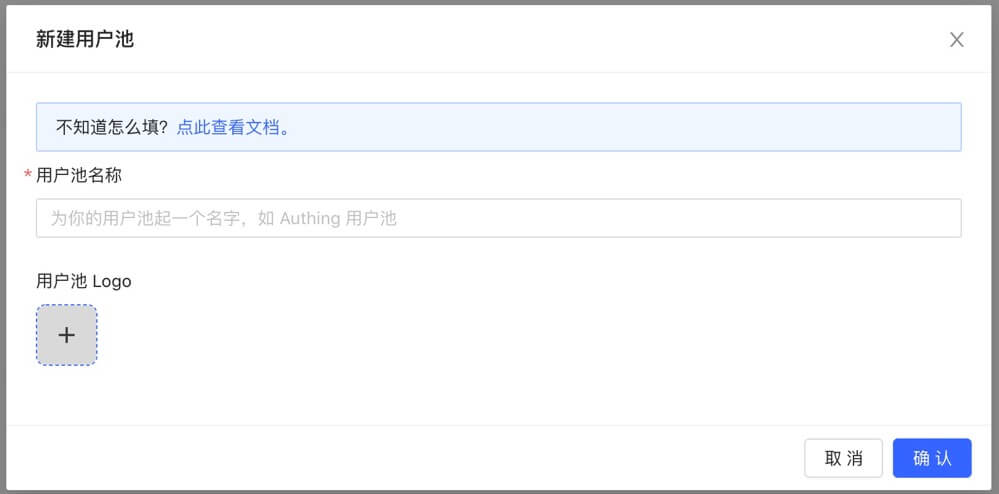 新建用户池
不知道怎么填？点此查看文档。
* 用户池名称
为你的用户池起一个名字，如 Authing 用户池
用户池 Logo
取 消
确 认